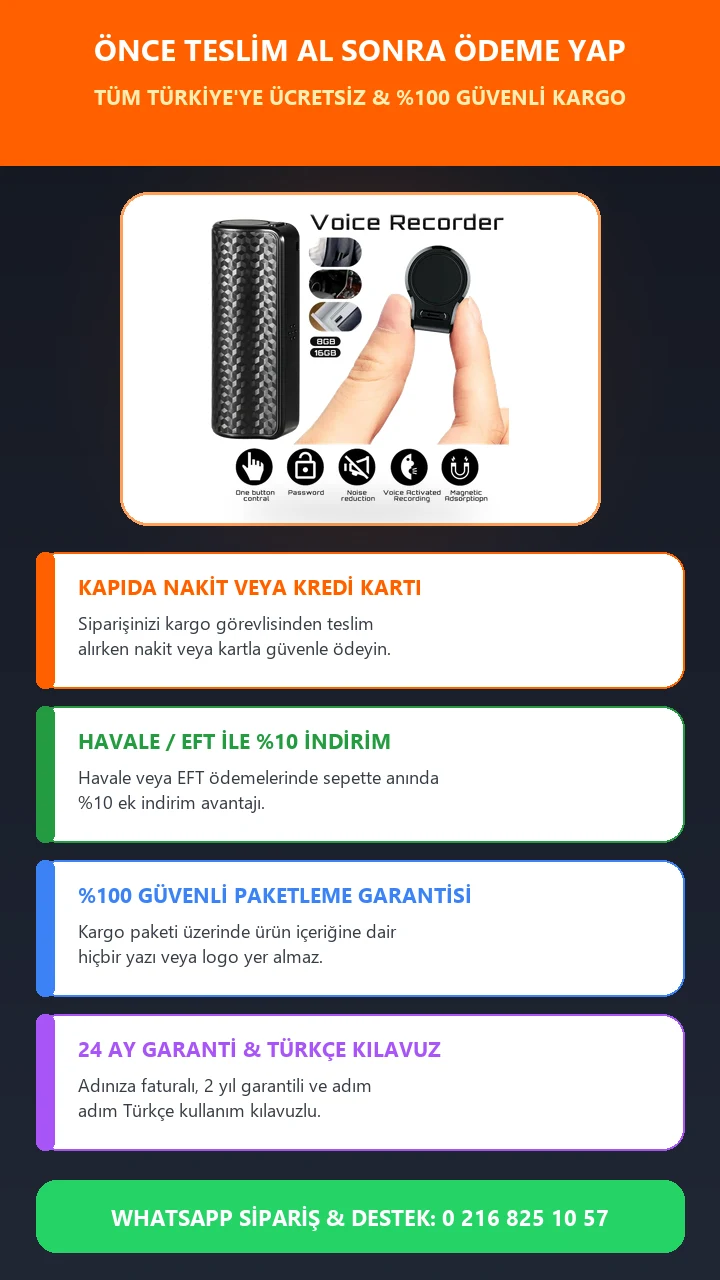 ÖNCE TESLİM AL SONRA ÖDEME YAP
TÜM TÜRKİYE'YE ÜCRETSİZ & %100 GÜVENLİ KARGO
Voice Recorder
8GB
16GB
One button
contral
Password
Noise
reduction
Voice Activated
Recording
Magnetic
Adsorptiopn
KAPIDA NAKİT VEYA KREDİ KARTI
Siparişinizi kargo görevlisinden teslim
alırken nakit veya kartla güvenle ödeyin.
HAVALE / EFT İLE %10 İNDİRİM
Havale veya EFT ödemelerinde sepette anında
%10 ek indirim avantajı.
%100 GÜVENLİ PAKETLEME GARANTİSİ
Kargo paketi üzerinde ürün içeriğine dair
hiçbir yazı veya logo yer almaz.
24 AY GARANTİ & TÜRKÇE KILAVUZ
Adınıza faturalı, 2 yıl garantili ve adım
adım Türkçe kullanım kılavuzlu.
WHATSAPP SİPARİŞ & DESTEK: 0 216 825 10 57